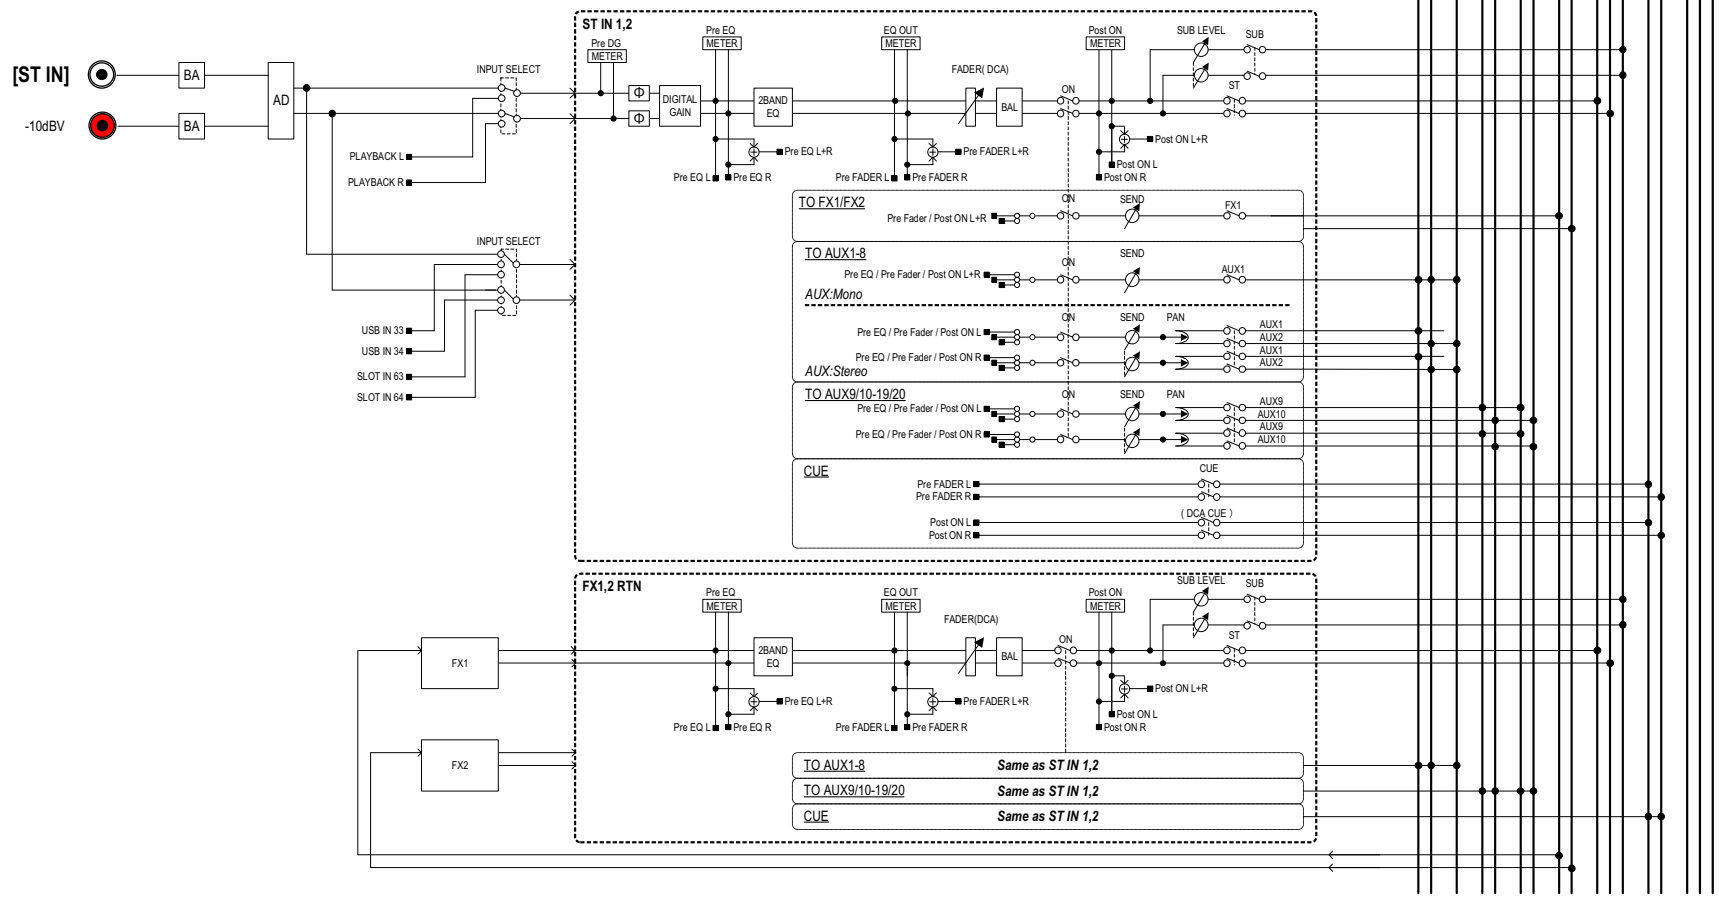 ST IN 1,2
[ST IN]
-10dBV
BA
BA
AD
INPUT SELECT
PLAYBACK L
PLAYBACK R
INPUT SELECT
USB IN 33
USB IN 34
SLOT IN 63
SLOT IN 64
Pre DG
METER
Φ
Φ
DIGITAL
GAIN
Pre EQ
METER
2BAND
EQ
Pre EQ L+R
Pre EQ L
Pre EQ R
EQ OUT
METER
FADER( DCA)
BAL
Pre FADER L+R
Pre FADER L
Pre FADER R
ON
Post ON
METER
Post ON L+R
Post ON L
Post ON R
SUB LEVEL
SUB
ST
TO FX1/FX2
Pre Fader / Post ON L+R
ON
SEND
FX1
TO AUX1-8
Pre EQ / Pre Fader / Post ON L+R
ON
SEND
AUX1
AUX:Mono
Pre EQ / Pre Fader / Post ON L
ON
SEND
PAN
AUX1
AUX2
Pre EQ / Pre Fader / Post ON R
AUX1
AUX2
AUX:Stereo
TO AUX9/10-19/20
Pre EQ / Pre Fader / Post ON L
ON
SEND
PAN
AUX9
AUX10
Pre EQ / Pre Fader / Post ON R
AUX9
AUX10
CUE
CUE
Pre FADER L
Pre FADER R
( DCA CUE )
Post ON L
Post ON R
FX1,2 RTN
FX1
FX2
Pre EQ
METER
2BAND
EQ
Pre EQ L+R
Pre EQ L
Pre EQ R
EQ OUT
METER
FADER(DCA)
BAL
Pre FADER L+R
Pre FADER L
Pre FADER R
ON
Post ON
METER
Post ON L+R
Post ON L
Post ON R
SUB LEVEL
SUB
ST
TO AUX1-8 Same as ST IN 1,2
TO AUX9/10-19/20 Same as ST IN 1,2
CUE Same as ST IN 1,2